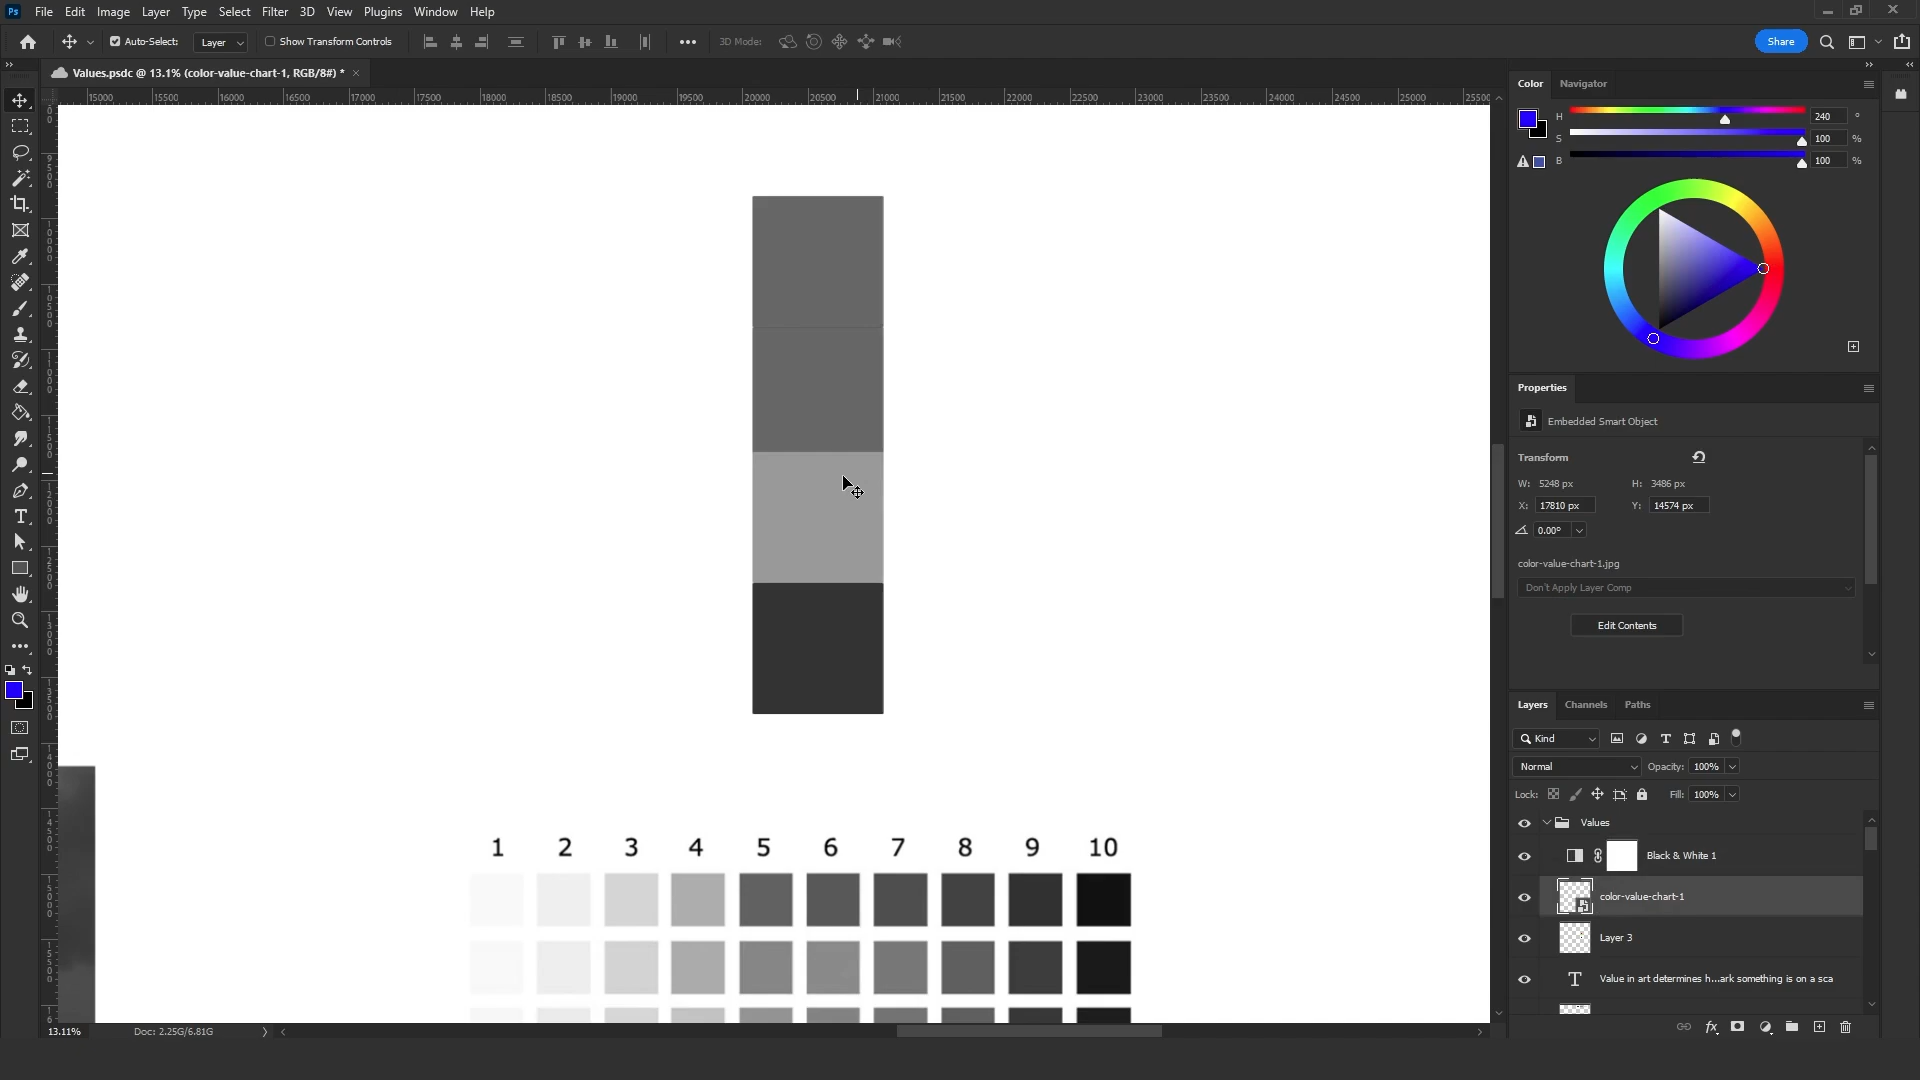 Ps File Edit Image Layer Type Select Filter 3D View Plugins Window Help
Auto-Select: Layer Show Transform Controls ••• 3D Mode: Share
Values.psdc @ 13.1% (color-value-chart-1, RGB/8#) * ×
15000 15500 16000 16500 17000 17500 18000 18500 19000 19500 20000 20500 21000 21500 22000 22500 23000 23500 24000 24500 25000 25500
Color Navigator
H 240 °
S 100 %
B 100 %
Properties
Embedded Smart Object
Transform
W: 5248 px H: 3486 px
X: 17810 px Y: 14574 px
0.00°
color-value-chart-1.jpg
Don't Apply Layer Comp
Edit Contents
Layers Channels Paths
Kind
Normal Opacity: 100%
Lock: Fill: 100%
Values
Black & White 1
color-value-chart-1
Layer 3
Value in art determines h...ark something is on a sca
1 2 3 4 5 6 7 8 9 10
13.11% Doc: 2.25G/6.81G